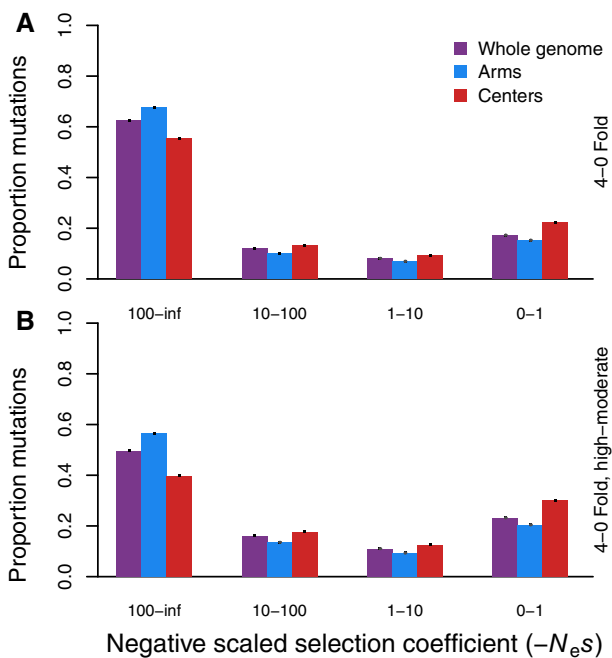 A
Proportion mutations
1.0
0.8
0.6
0.4
0.2
0.0
Whole genome
Arms
Centers
4–0 Fold
100–inf
10–100
1–10
0–1
B
Proportion mutations
1.0
0.8
0.6
0.4
0.2
0.0
4–0 Fold, high–moderate
100–inf
10–100
1–10
0–1
Negative scaled selection coefficient (−Nₑs)